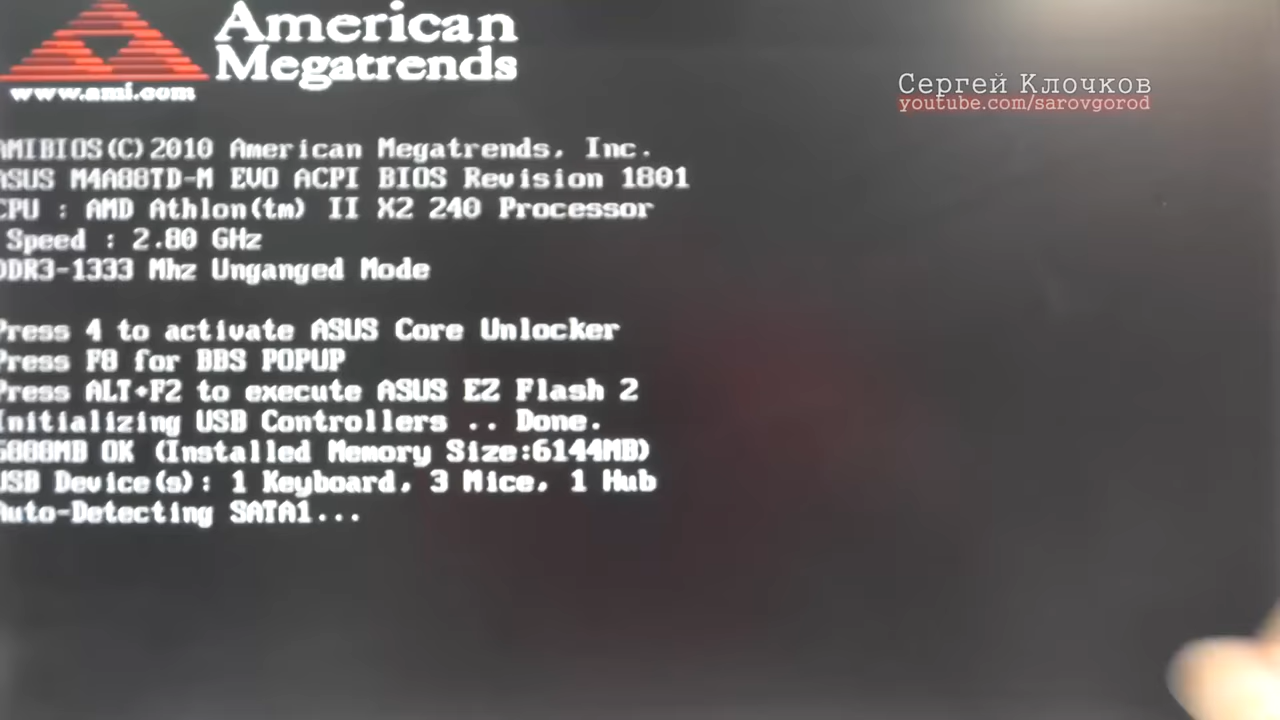 American
Megatrends
www.ami.com
Сергей Клочков
youtube.com/sarovgorod
AMIBIOS(C)2010 American Megatrends, Inc.
ASUS M4A88TD-M EVO ACPI BIOS Revision 1801
CPU : AMD Athlon(tm) II X2 240 Processor
Speed : 2.80 GHz
DDR3-1333 Mhz Unganged Mode
Press 4 to activate ASUS Core Unlocker
Press F8 for BBS POPUP
Press ALT+F2 to execute ASUS EZ Flash 2
Initializing USB Controllers .. Done.
OK (Installed Memory Size:6144MB)
USB Device(s): 1 Keyboard, 3 Mice, 1 Hub
Auto-Detecting SATA1...